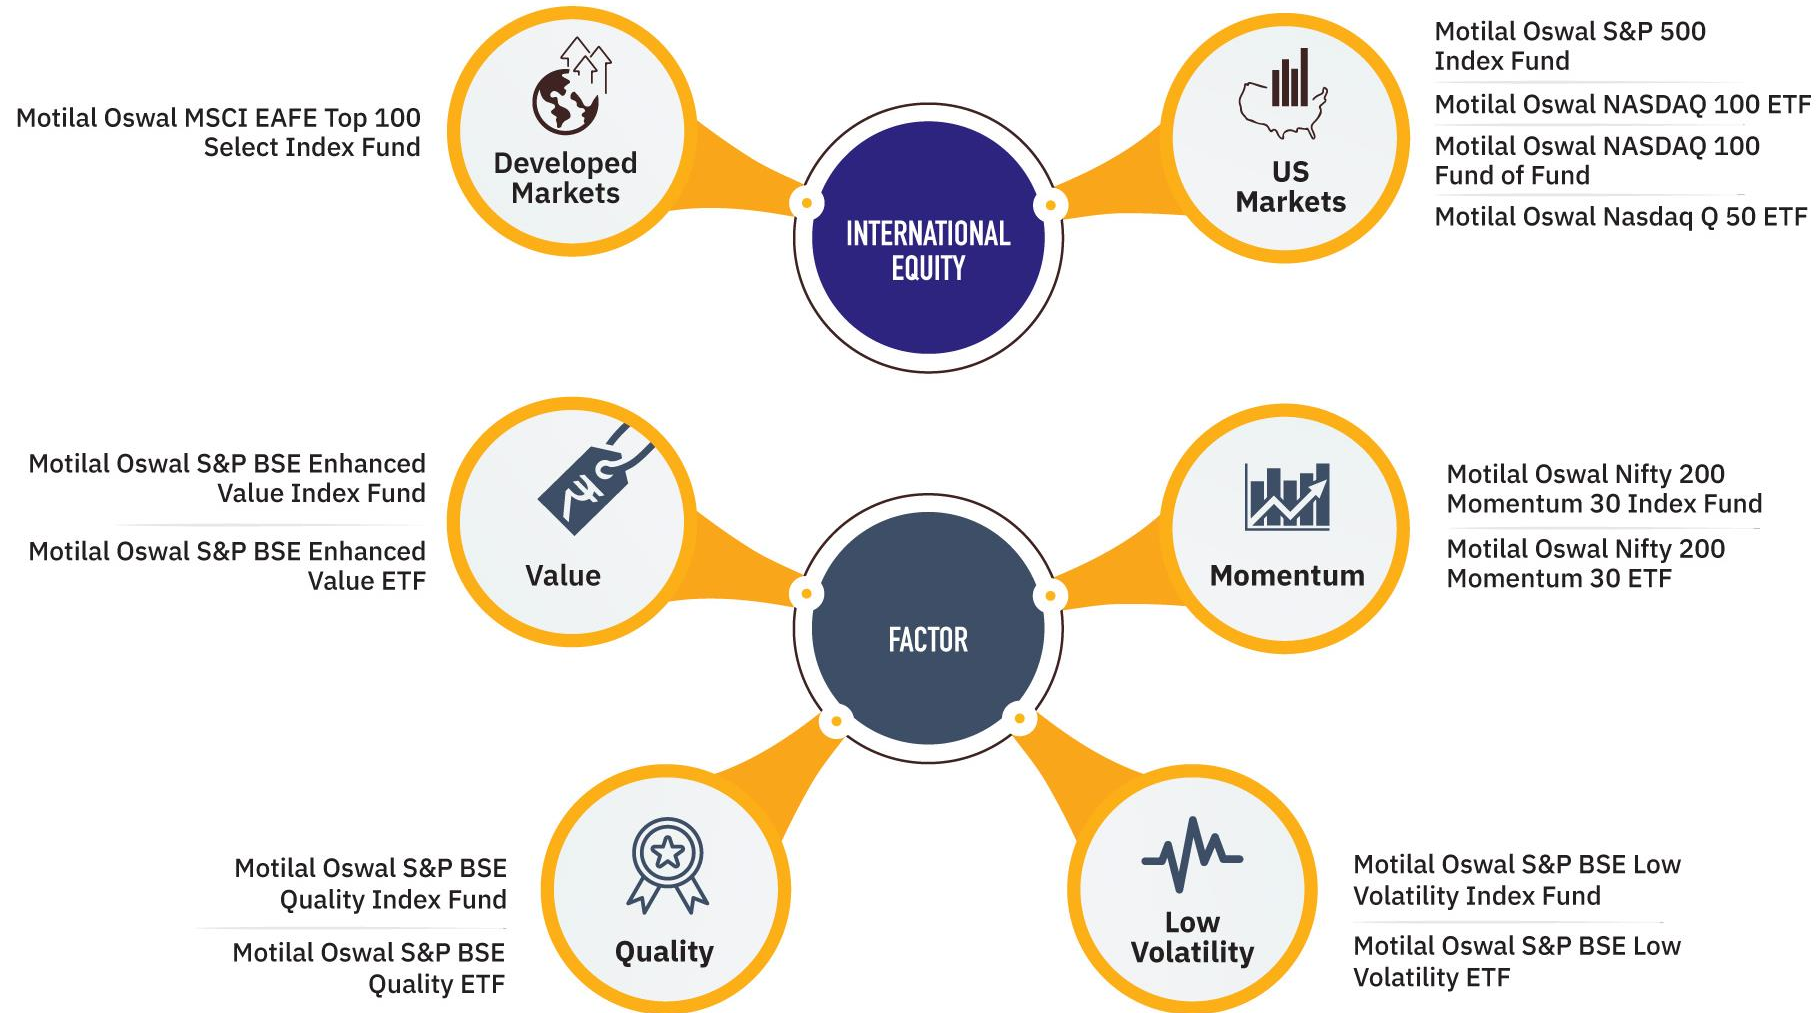 Motilal Oswal MSCI EAFE Top 100
Select Index Fund
Developed
Markets
INTERNATIONAL
EQUITY
US
Markets
Motilal Oswal S&P 500
Index Fund
Motilal Oswal NASDAQ 100 ETF
Motilal Oswal NASDAQ 100
Fund of Fund
Motilal Oswal Nasdaq Q 50 ETF
Motilal Oswal S&P BSE Enhanced
Value Index Fund
Motilal Oswal S&P BSE Enhanced
Value ETF
Value
FACTOR
Momentum
Motilal Oswal Nifty 200
Momentum 30 Index Fund
Motilal Oswal Nifty 200
Momentum 30 ETF
Motilal Oswal S&P BSE
Quality Index Fund
Motilal Oswal S&P BSE
Quality ETF
Quality
Low
Volatility
Motilal Oswal S&P BSE Low
Volatility Index Fund
Motilal Oswal S&P BSE Low
Volatility ETF